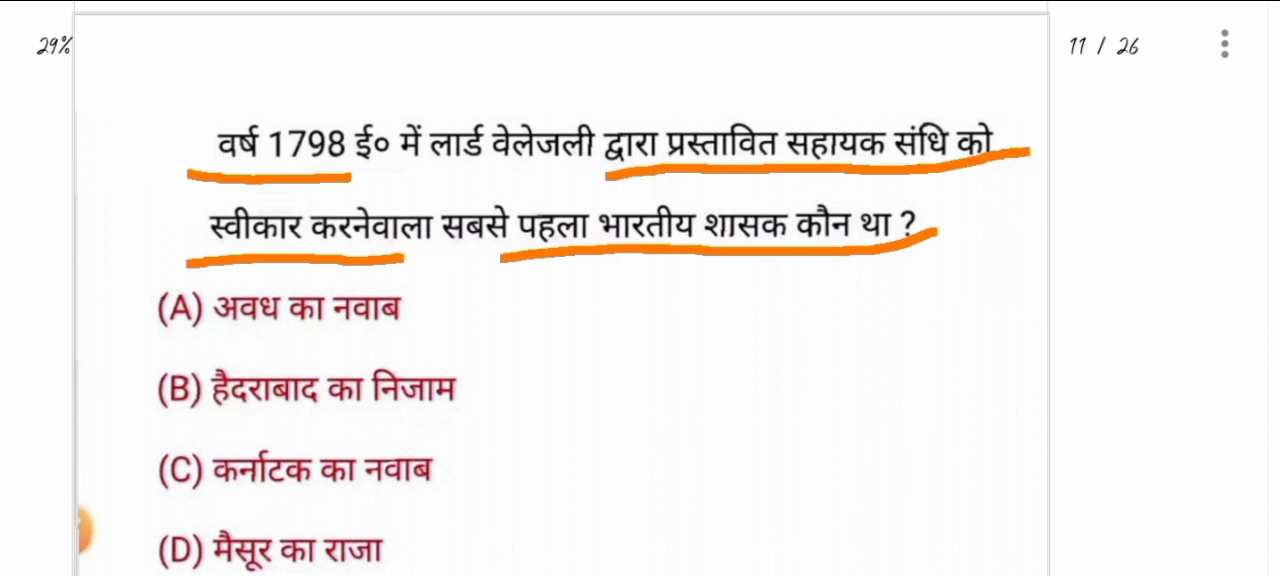 29%
11 / 26
वर्ष 1798 ई० में लार्ड वेलेजली द्वारा प्रस्तावित सहायक संधि को
स्वीकार करनेवाला सबसे पहला भारतीय शासक कौन था ?
(A) अवध का नवाब
(B) हैदराबाद का निजाम
(C) कर्नाटक का नवाब
(D) मैसूर का राजा